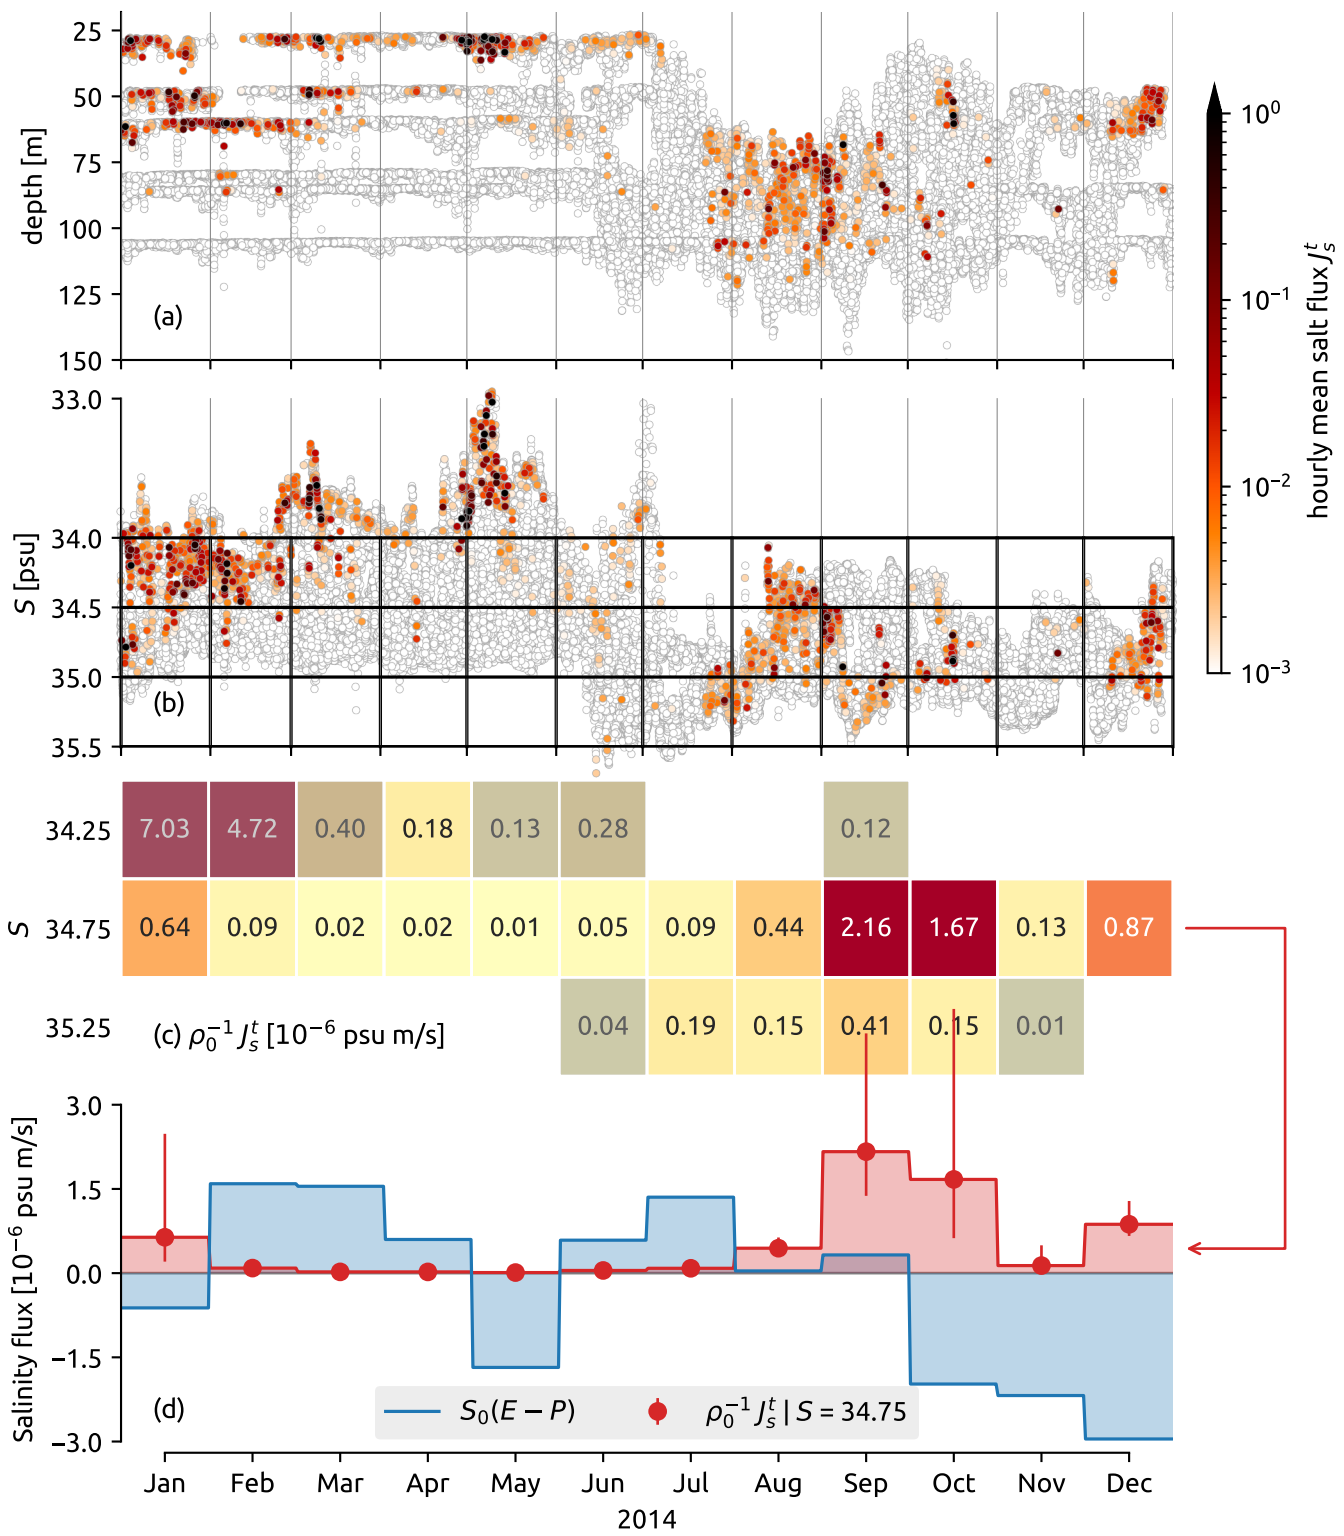 25
50
75
100
125
150
depth [m]
(a)
10⁰
10⁻¹
10⁻²
10⁻³
hourly mean salt flux Jₛᵗ
33.0
34.0
34.5
35.0
35.5
S [psu]
(b)
34.25
7.03 4.72 0.40 0.18 0.13 0.28 0.12
S
34.75
0.64 0.09 0.02 0.02 0.01 0.05 0.09 0.44 2.16 1.67 0.13 0.87
35.25
(c) ρ₀⁻¹ Jₛᵗ [10⁻⁶ psu m/s]
0.04 0.19 0.15 0.41 0.15 0.01
3.0
1.5
0.0
−1.5
−3.0
Salinity flux [10⁻⁶ psu m/s]
(d)
S₀(E − P)
ρ₀⁻¹ Jₛᵗ | S = 34.75
Jan Feb Mar Apr May Jun Jul Aug Sep Oct Nov Dec
2014